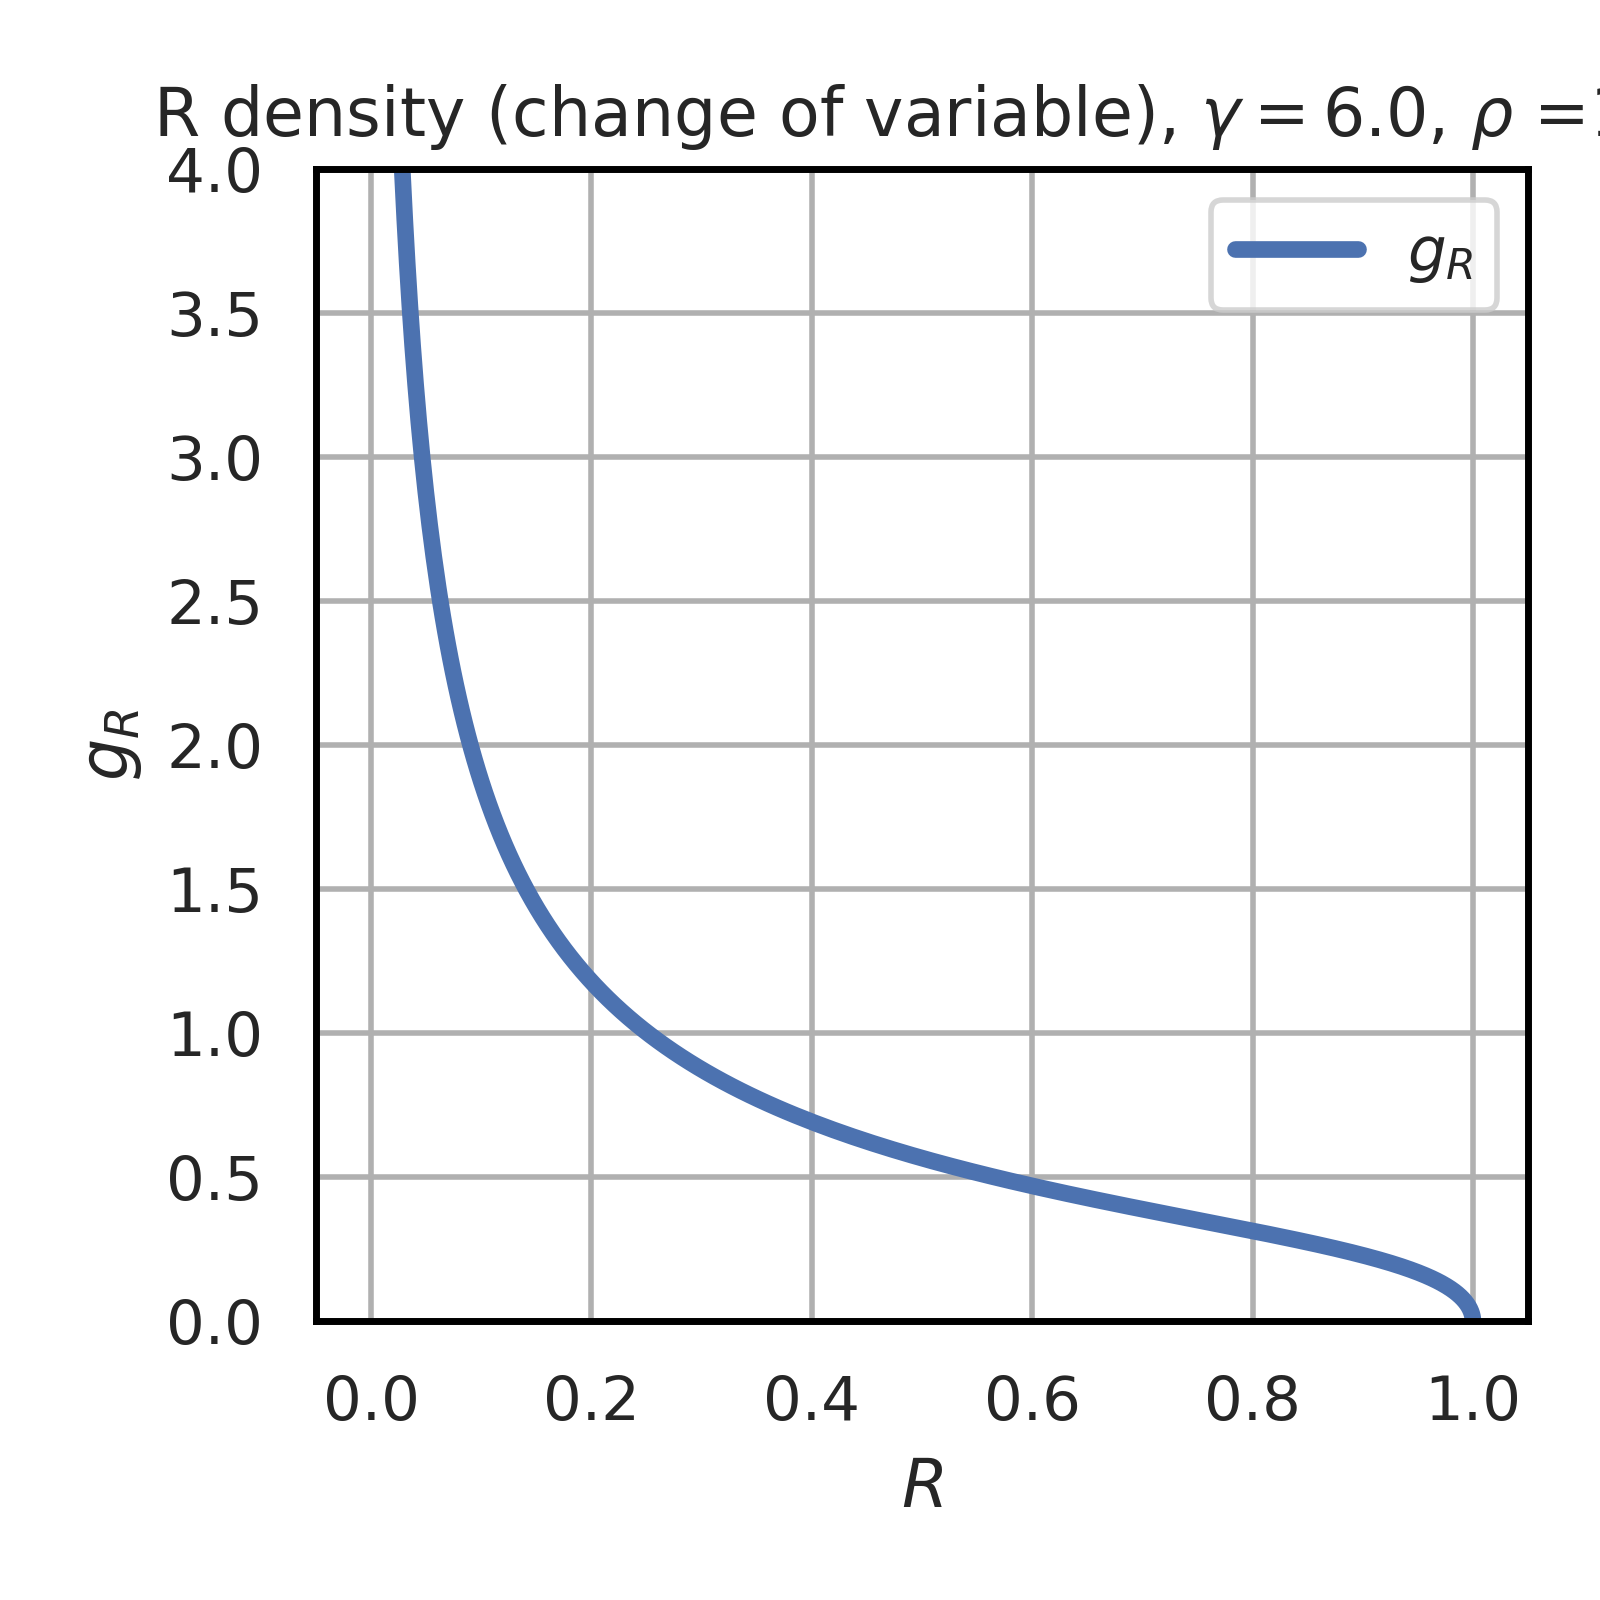 R density (change of variable), γ = 6.0, ρ =
4.0
3.5
3.0
2.5
2.0
1.5
1.0
0.5
0.0
g_R
g_R
0.0 0.2 0.4 0.6 0.8 1.0
R